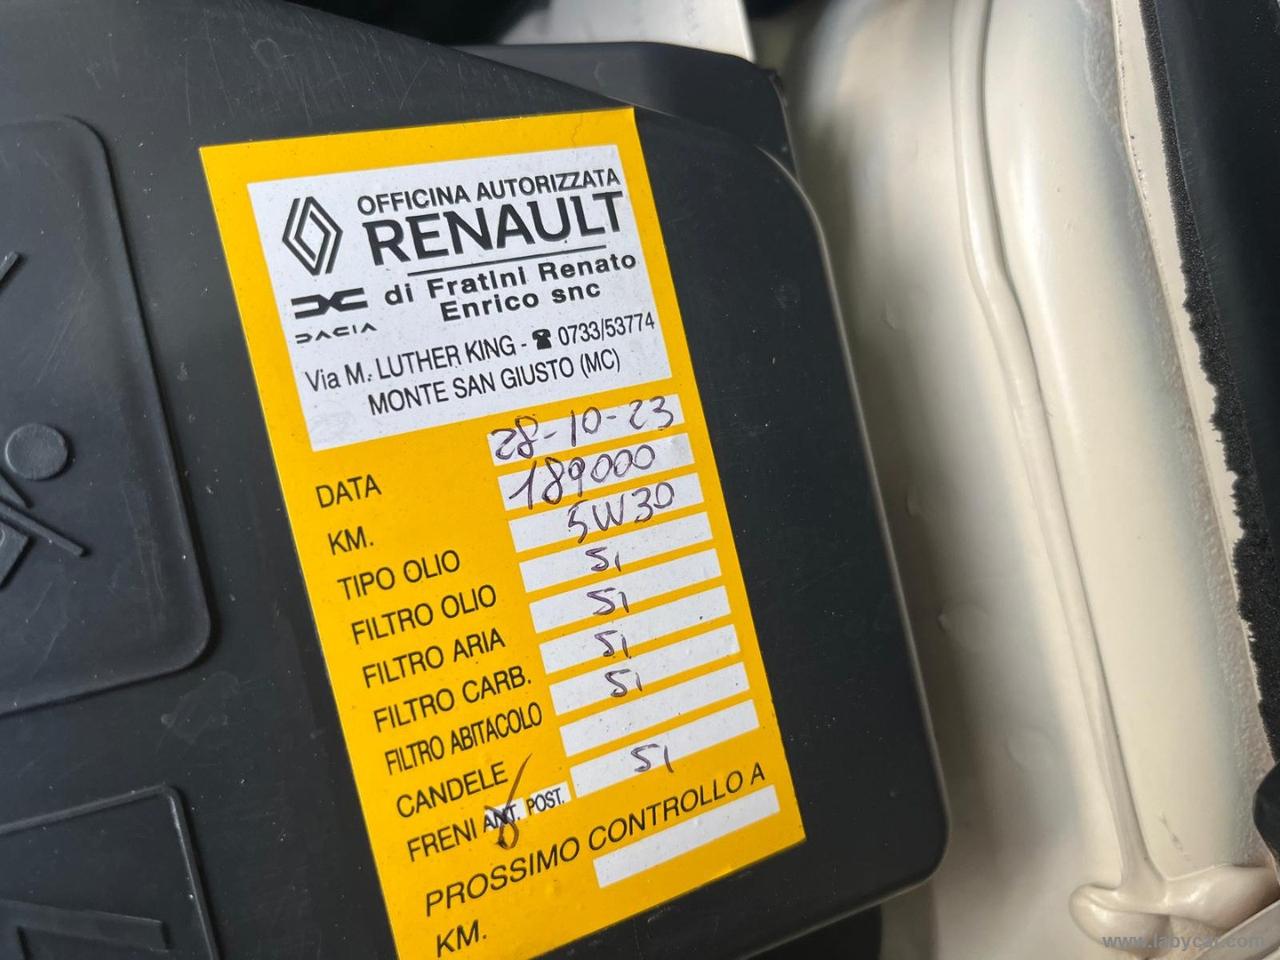 OFFICINA AUTORIZZATA
RENAULT
DACIA
di Fratini Renato
Enrico snc
Via M. LUTHER KING - ☎ 0733/53774
MONTE SAN GIUSTO (MC)
DATA 28-10-23
KM. 189000
TIPO OLIO 5W30
FILTRO OLIO Si
FILTRO ARIA Si
FILTRO CARB. Si
FILTRO ABITACOLO Si
CANDELE
FRENI ANT. POST. Si
PROSSIMO CONTROLLO A
KM.
www.labycar.com